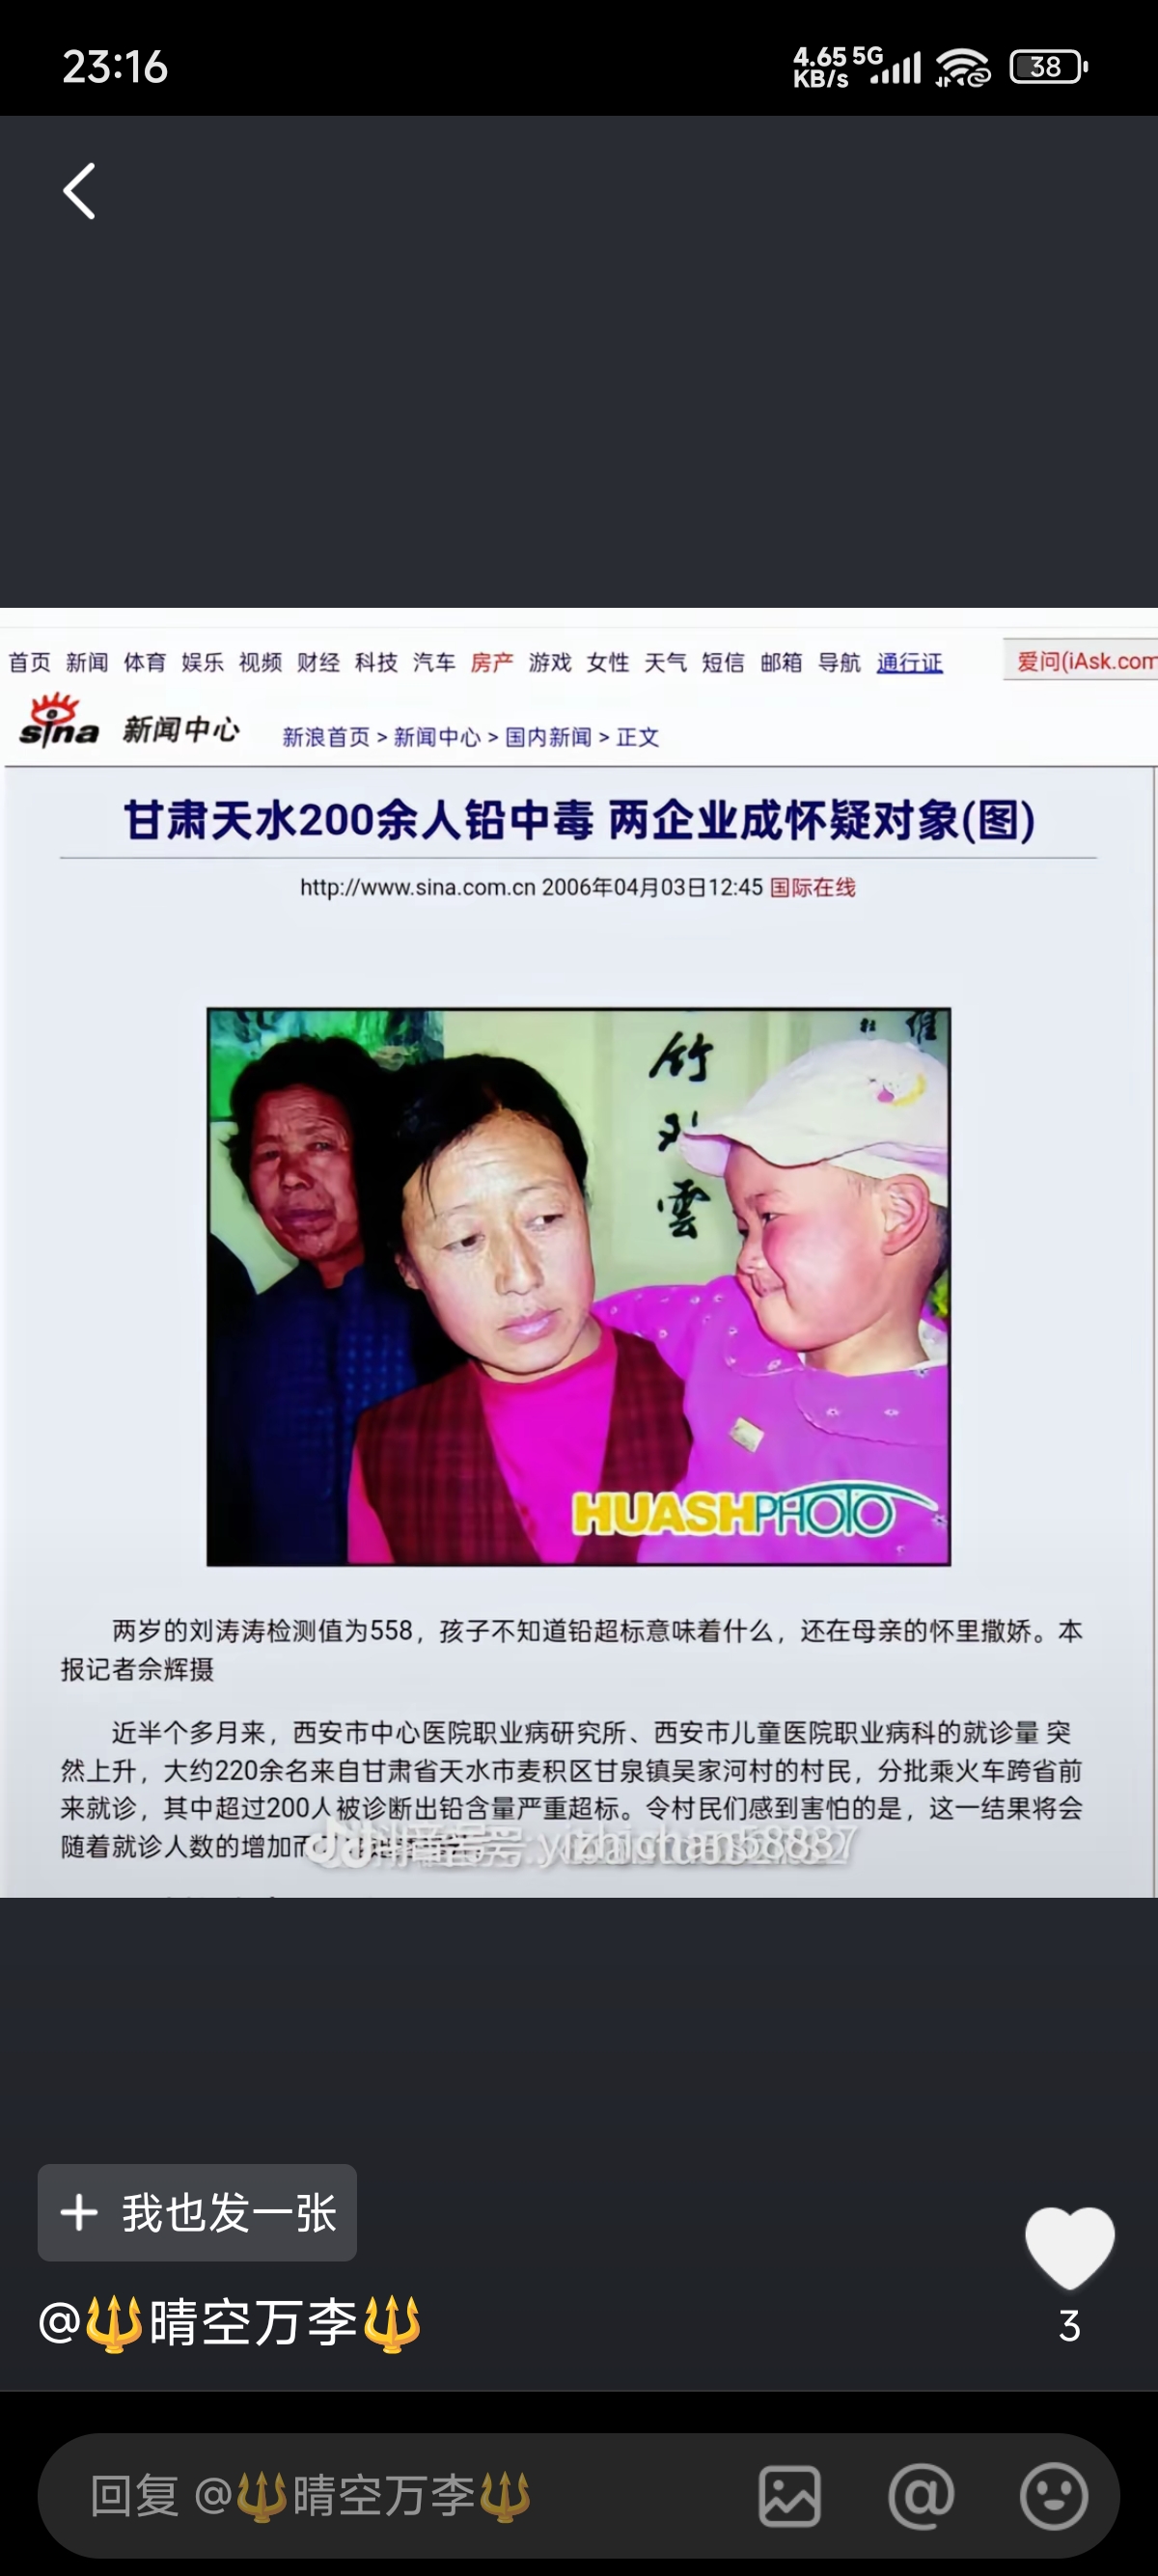 23:16
4.65 KB/s 5G 38
首页 新闻 体育 娱乐 视频 财经 科技 汽车 房产 游戏 女性 天气 短信 邮箱 导航 通行证 爱问(iAsk.com
sina 新闻中心 新浪首页 > 新闻中心 > 国内新闻 > 正文
甘肃天水200余人铅中毒 两企业成怀疑对象(图)
http://www.sina.com.cn 2006年04月03日12:45 国际在线
竹
雲
HUASHPHOTO
两岁的刘涛涛检测值为558，孩子不知道铅超标意味着什么，还在母亲的怀里撒娇。本
报记者佘辉摄
近半个多月来，西安市中心医院职业病研究所、西安市儿童医院职业病科的就诊量 突
然上升，大约220余名来自甘肃省天水市麦积区甘泉镇吴家河村的村民，分批乘火车跨省前
来就诊，其中超过200人被诊断出铅含量严重超标。令村民们感到害怕的是，这一结果将会
随着就诊人数的增加而
+ 我也发一张
@🔱晴空万李🔱
3
回复 @🔱晴空万李🔱